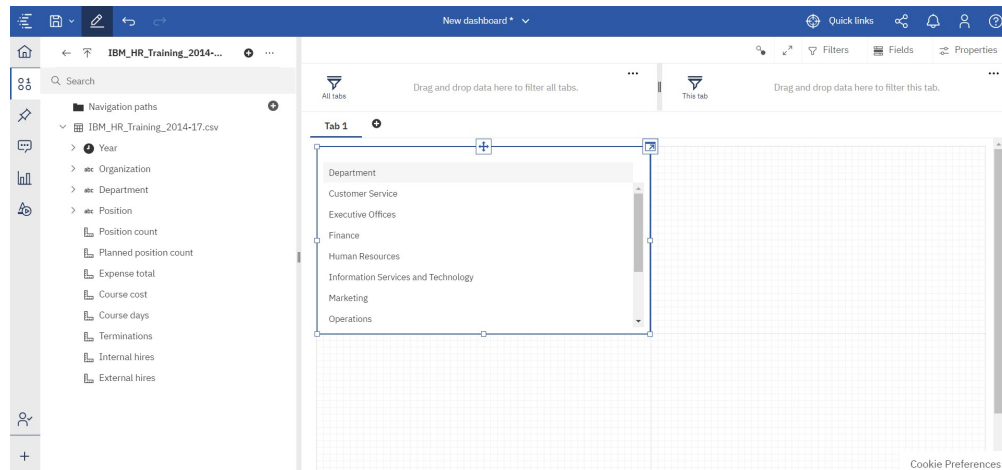 New dashboard *
Quick links
IBM_HR_Training_2014-...
Filters
Fields
Properties
Search
Navigation paths
IBM_HR_Training_2014-17.csv
Year
abc Organization
abc Department
abc Position
Position count
Planned position count
Expense total
Course cost
Course days
Terminations
Internal hires
External hires
All tabs
Drag and drop data here to filter all tabs.
This tab
Drag and drop data here to filter this tab.
Tab 1
Department
Customer Service
Executive Offices
Finance
Human Resources
Information Services and Technology
Marketing
Operations
Cookie Preferences